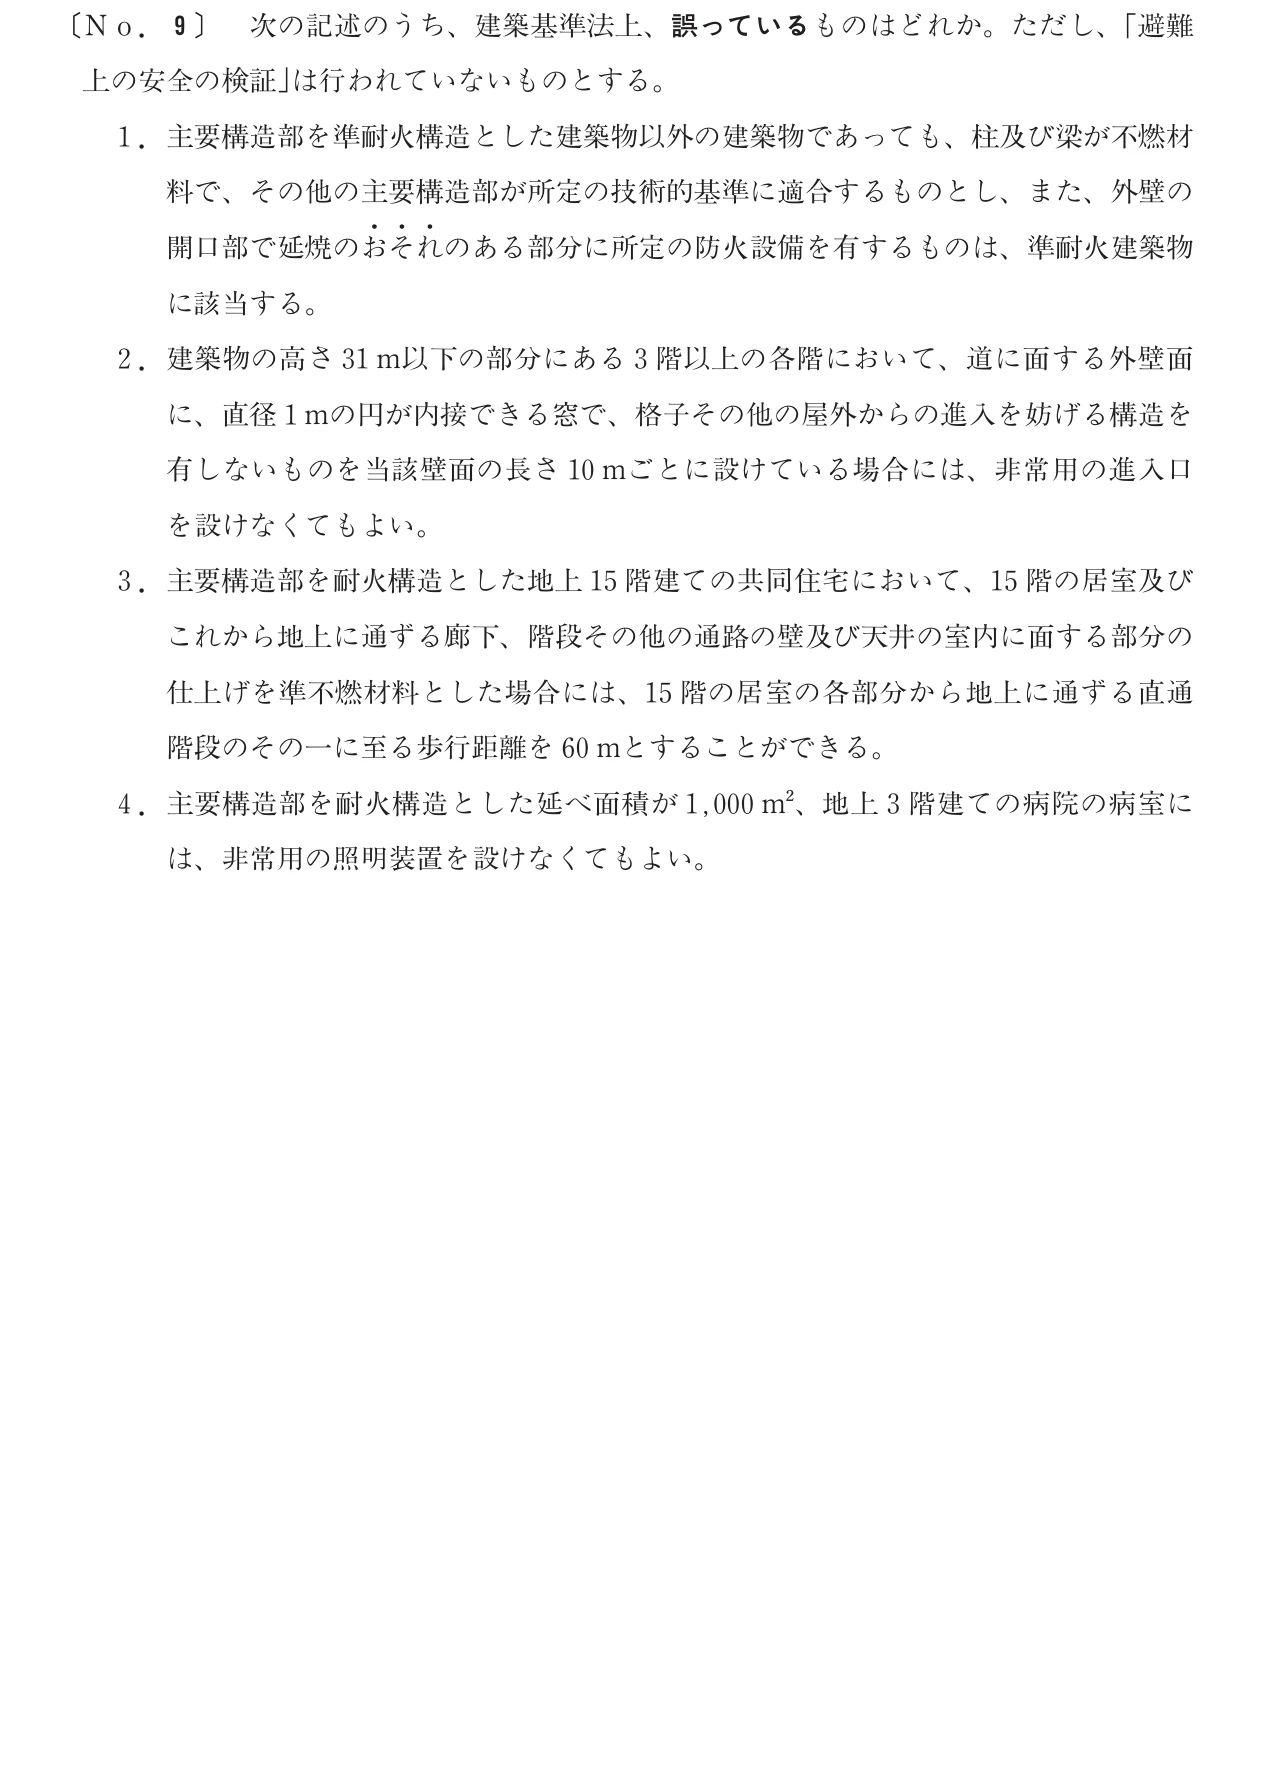 〔Ｎｏ．９〕　次の記述のうち、建築基準法上、誤っているものはどれか。ただし、「避難
上の安全の検証」は行われていないものとする。
１．主要構造部を準耐火構造とした建築物以外の建築物であっても、柱及び梁が不燃材
料で、その他の主要構造部が所定の技術的基準に適合するものとし、また、外壁の
開口部で延焼のおそれのある部分に所定の防火設備を有するものは、準耐火建築物
に該当する。
２．建築物の高さ 31 m以下の部分にある 3 階以上の各階において、道に面する外壁面
に、直径 1 mの円が内接できる窓で、格子その他の屋外からの進入を妨げる構造を
有しないものを当該壁面の長さ 10 mごとに設けている場合には、非常用の進入口
を設けなくてもよい。
３．主要構造部を耐火構造とした地上 15 階建ての共同住宅において、15 階の居室及び
これから地上に通ずる廊下、階段その他の通路の壁及び天井の室内に面する部分の
仕上げを準不燃材料とした場合には、15 階の居室の各部分から地上に通ずる直通
階段のその一に至る歩行距離を 60 mとすることができる。
４．主要構造部を耐火構造とした延べ面積が 1,000 m²、地上 3 階建ての病院の病室に
は、非常用の照明装置を設けなくてもよい。